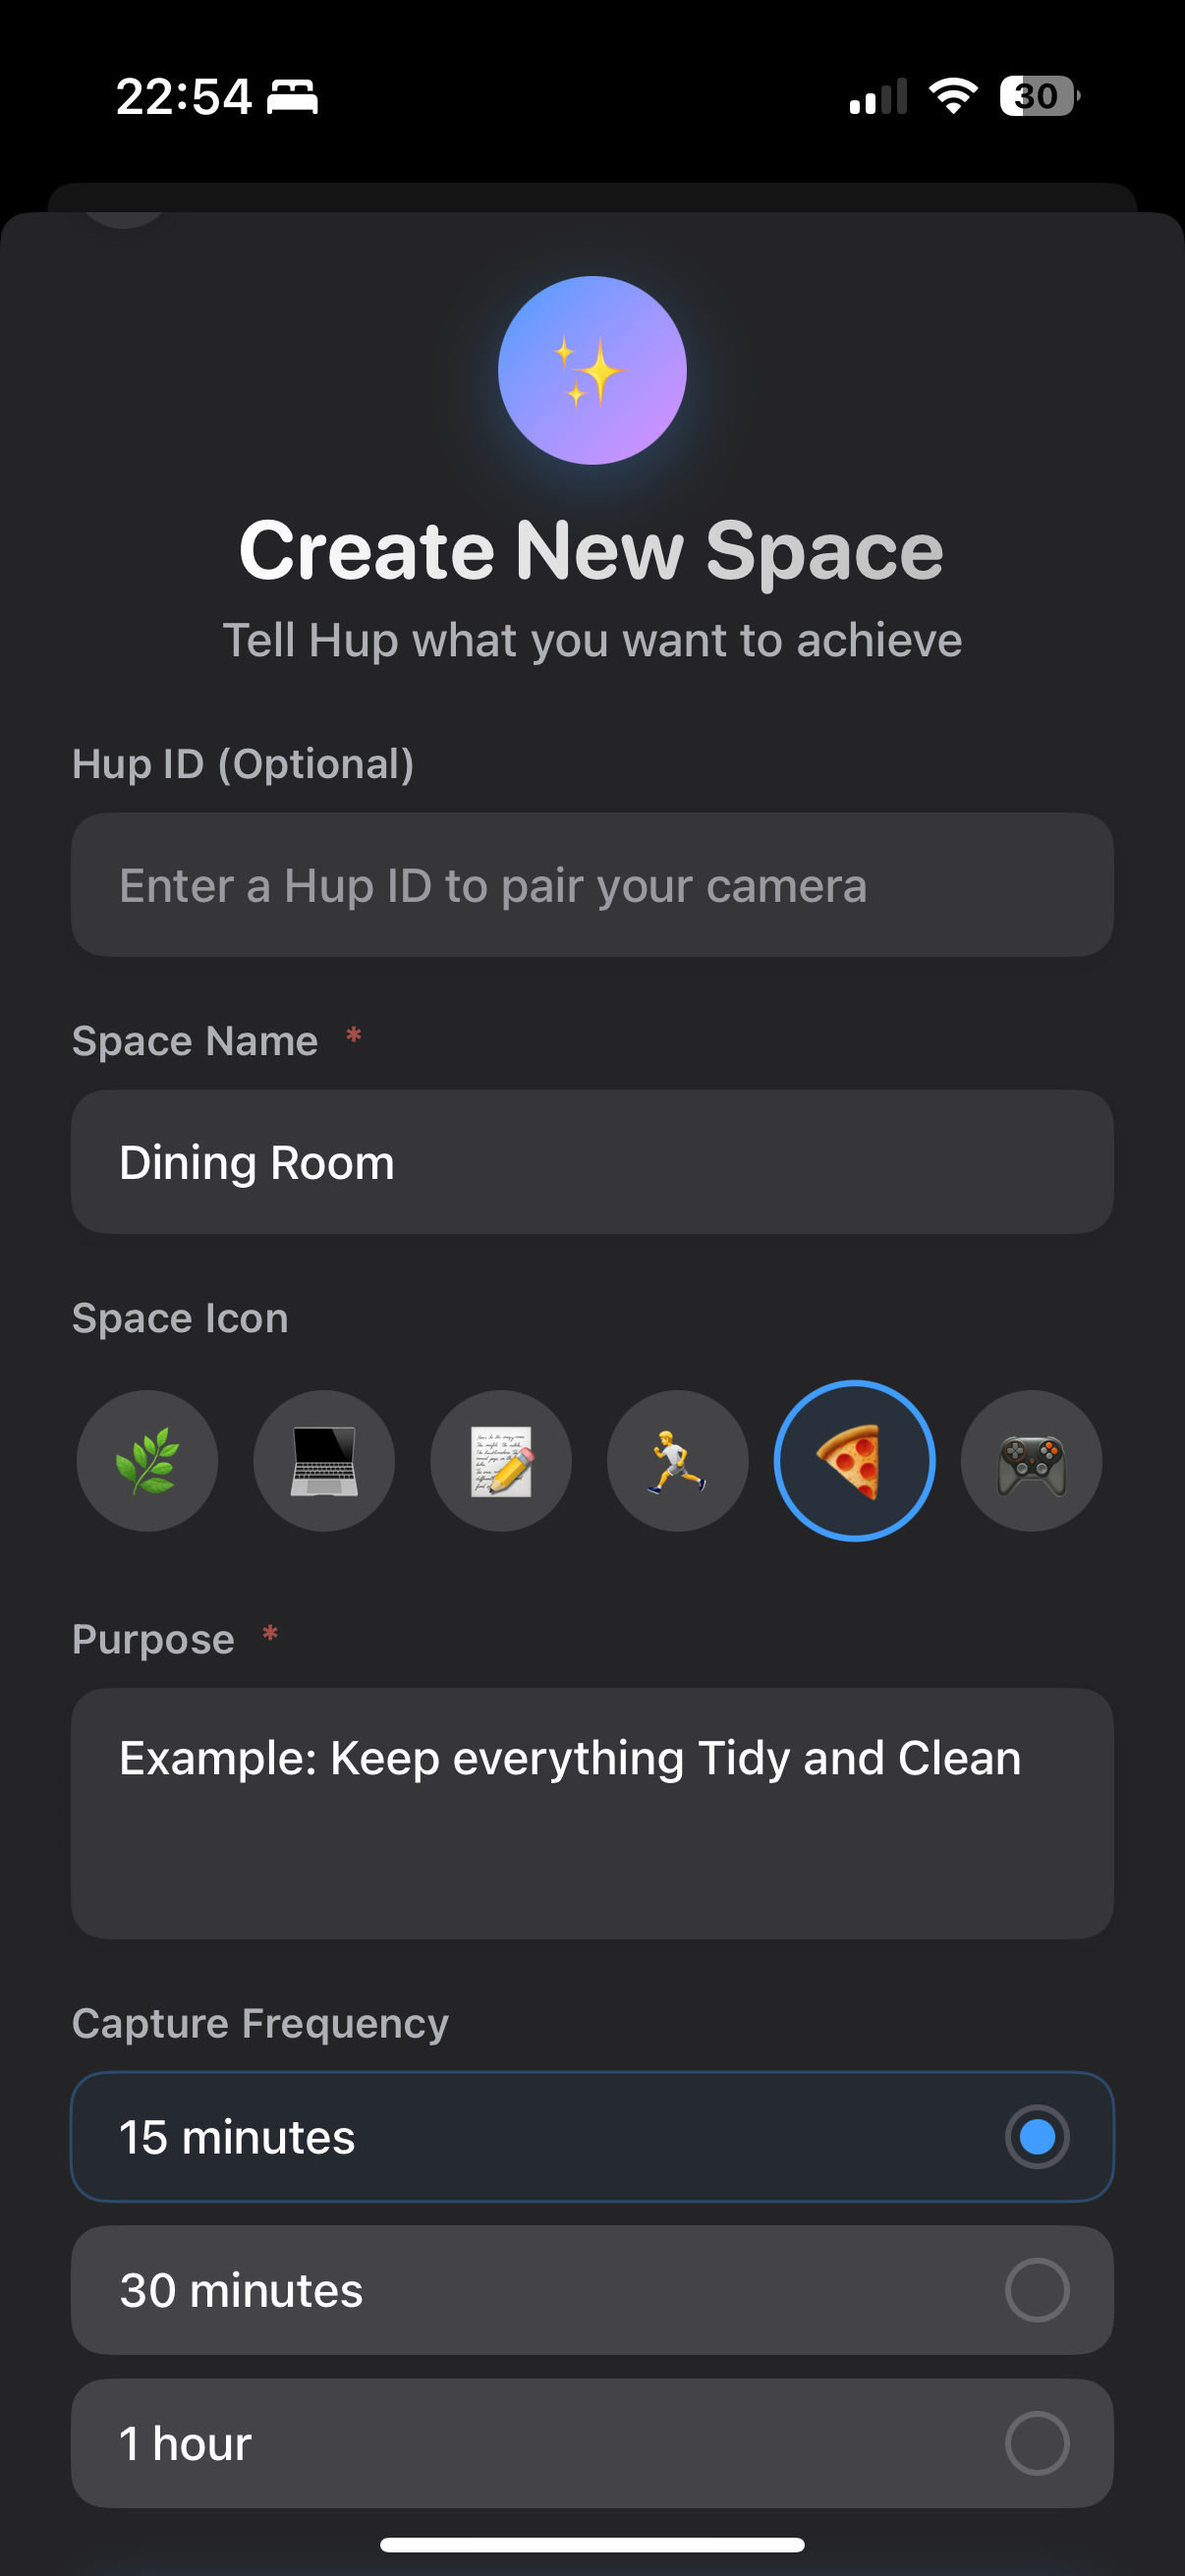 22:54
30
Create New Space
Tell Hup what you want to achieve
Hup ID (Optional)
Enter a Hup ID to pair your camera
Space Name *
Dining Room
Space Icon
Purpose *
Example: Keep everything Tidy and Clean
Capture Frequency
15 minutes
30 minutes
1 hour